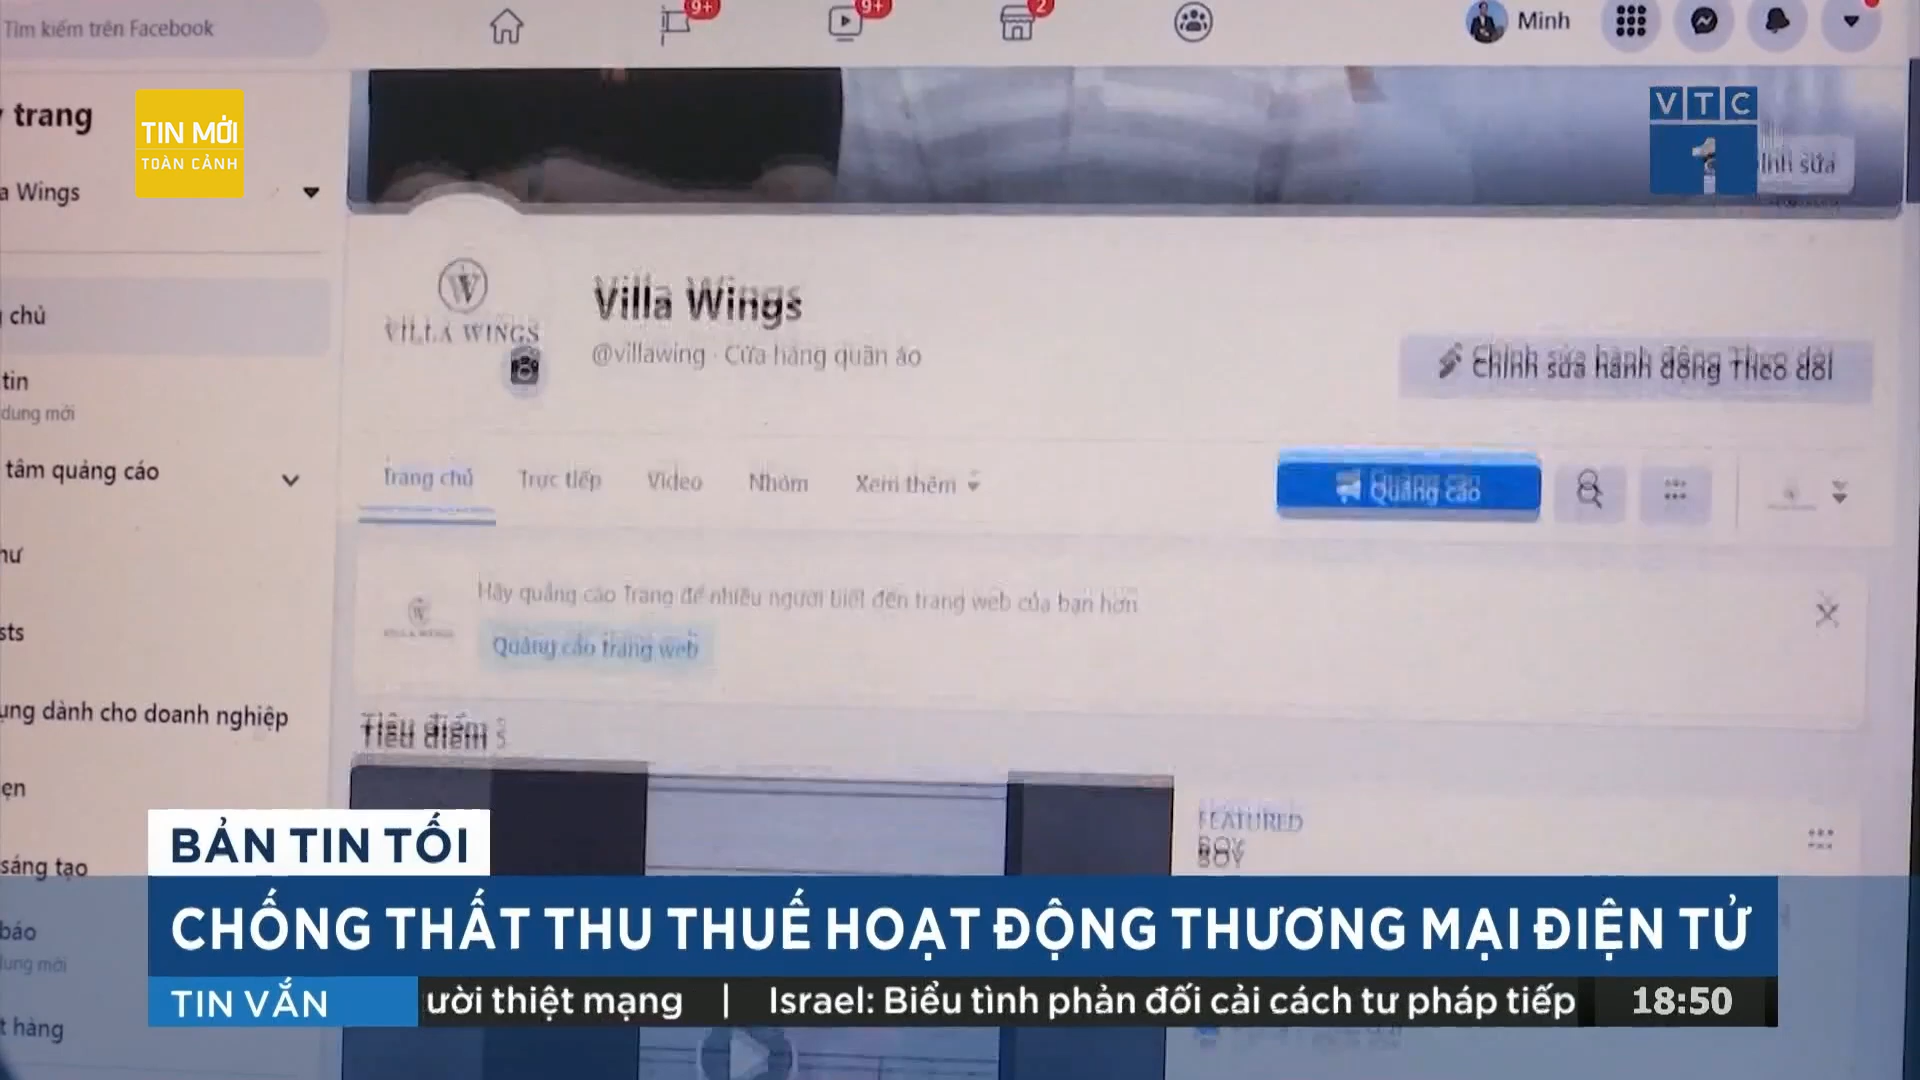 Tìm kiếm trên Facebook
9+
9+
2
Minh
trang
TIN MỚI
TOÀN CẢNH
VTC
1
a Wings
chủ
tin
dung mới
tâm quảng cáo
sts
ung dành cho doanh nghiệp
ẹn
sáng tạo
báo
dung mới
t hàng
VILLA WINGS
Villa Wings
@villawing · Cửa hàng quần áo
Chỉnh sửa hành động Theo dõi
Trang chủ
Trực tiếp
Video
Nhóm
Xem thêm
Quảng cáo
Hãy quảng cáo Trang để nhiều người biết đến trang web của bạn hơn
Quảng cáo trang web
Tiêu điểm
FEATURED
BOY
BẢN TIN TỐI
CHỐNG THẤT THU THUẾ HOẠT ĐỘNG THƯƠNG MẠI ĐIỆN TỬ
TIN VẮN
ười thiệt mạng | Israel: Biểu tình phản đối cải cách tư pháp tiếp
18:50